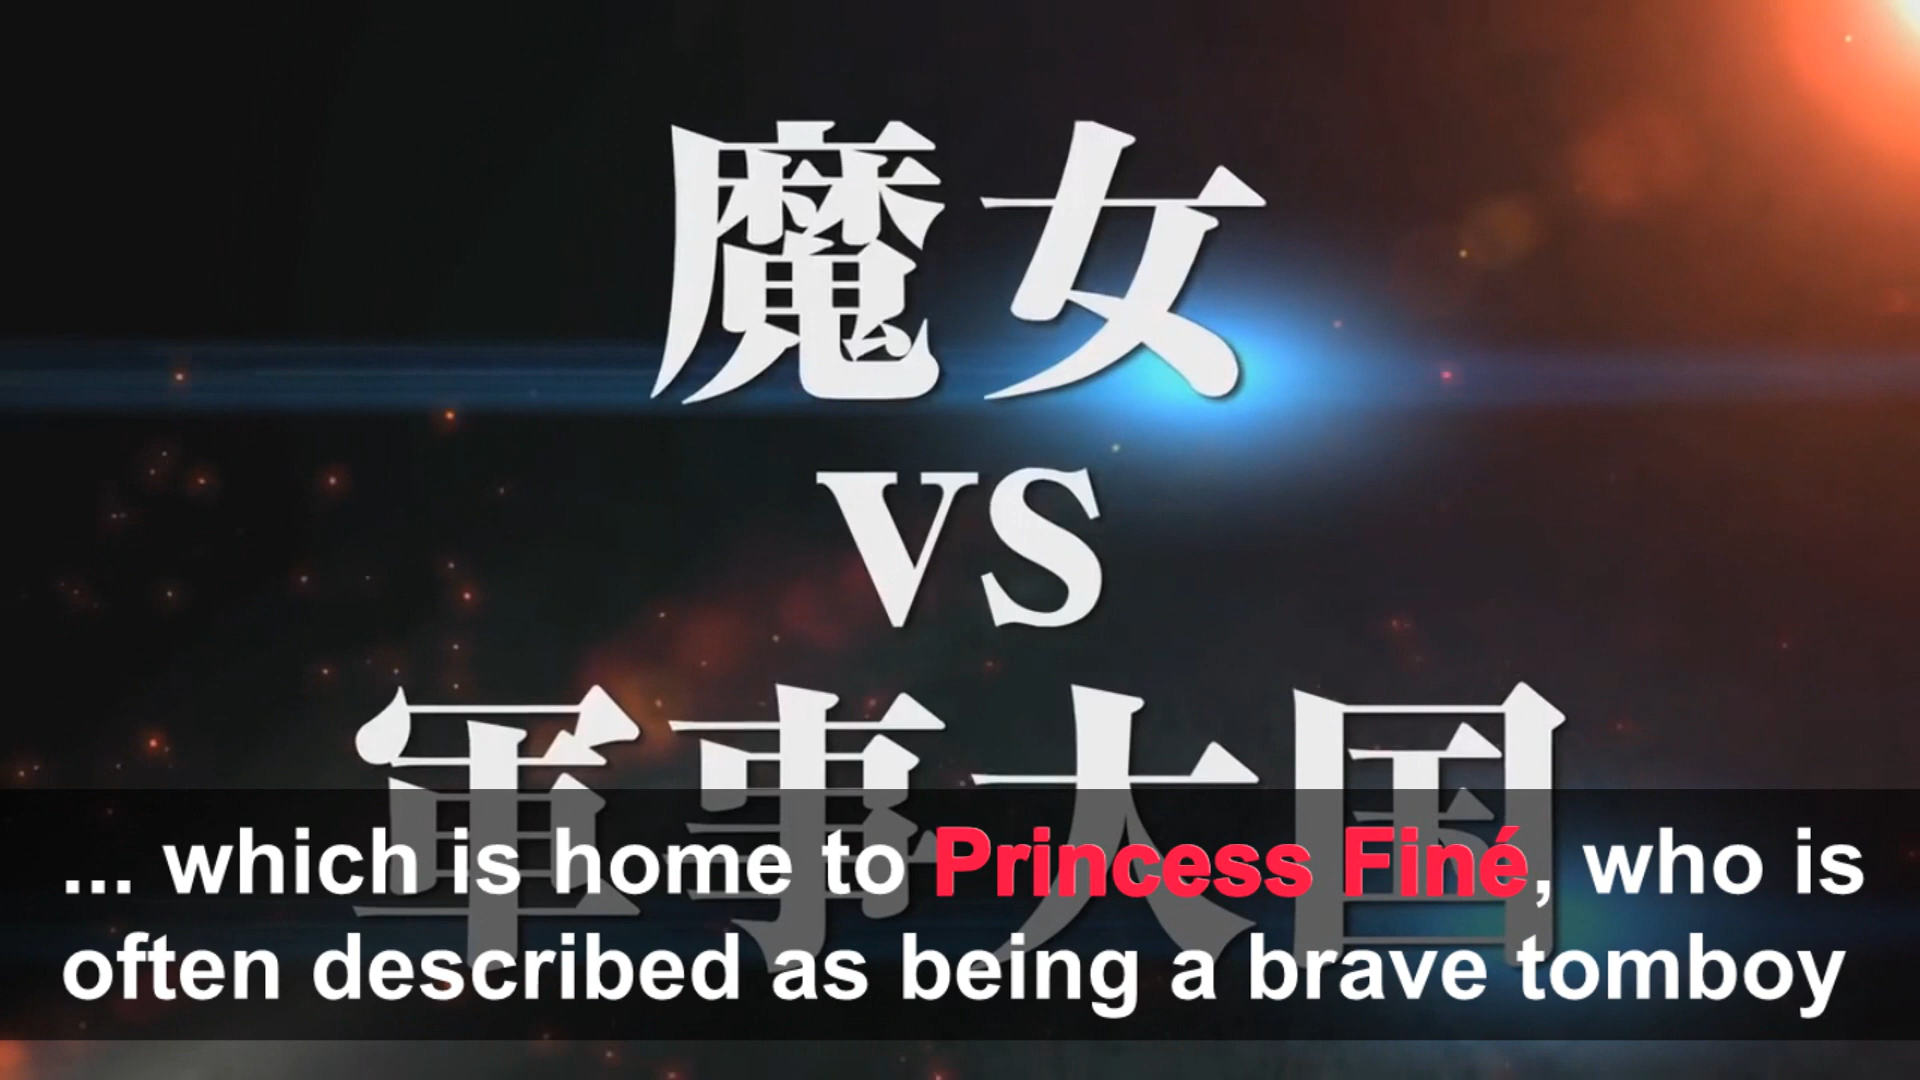 魔女
VS
軍事大国
... which is home to Princess Finé, who is
often described as being a brave tomboy